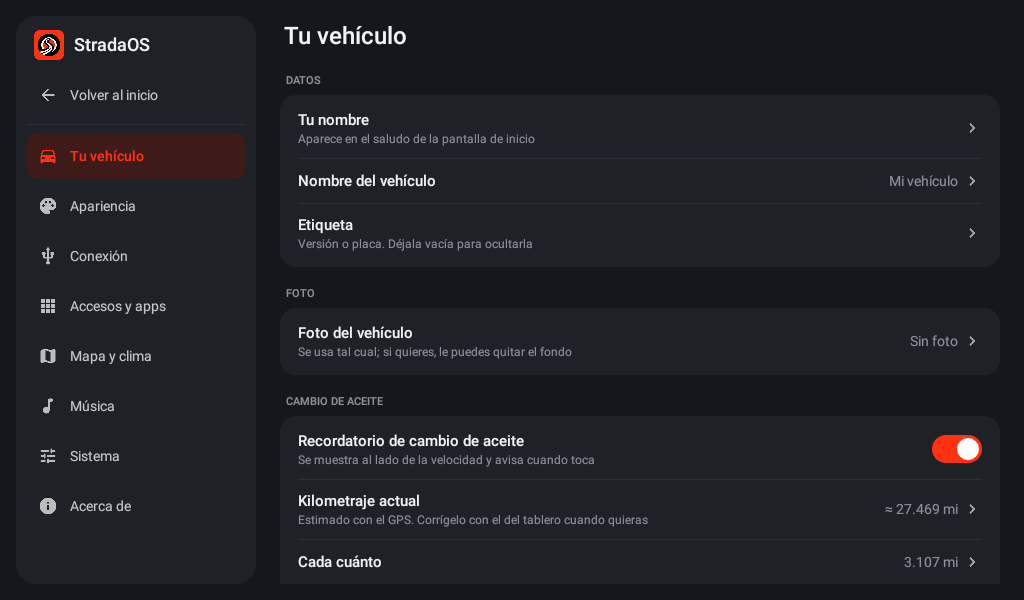 StradaOS
Volver al inicio
Tu vehículo
Apariencia
Conexión
Accesos y apps
Mapa y clima
Música
Sistema
Acerca de
Tu vehículo
DATOS
Tu nombre
Aparece en el saludo de la pantalla de inicio
Nombre del vehículo
Mi vehículo
Etiqueta
Versión o placa. Déjala vacía para ocultarla
FOTO
Foto del vehículo
Se usa tal cual; si quieres, le puedes quitar el fondo
Sin foto
CAMBIO DE ACEITE
Recordatorio de cambio de aceite
Se muestra al lado de la velocidad y avisa cuando toca
Kilometraje actual
Estimado con el GPS. Corrígelo con el del tablero cuando quieras
≈ 27.469 mi
Cada cuánto
3.107 mi